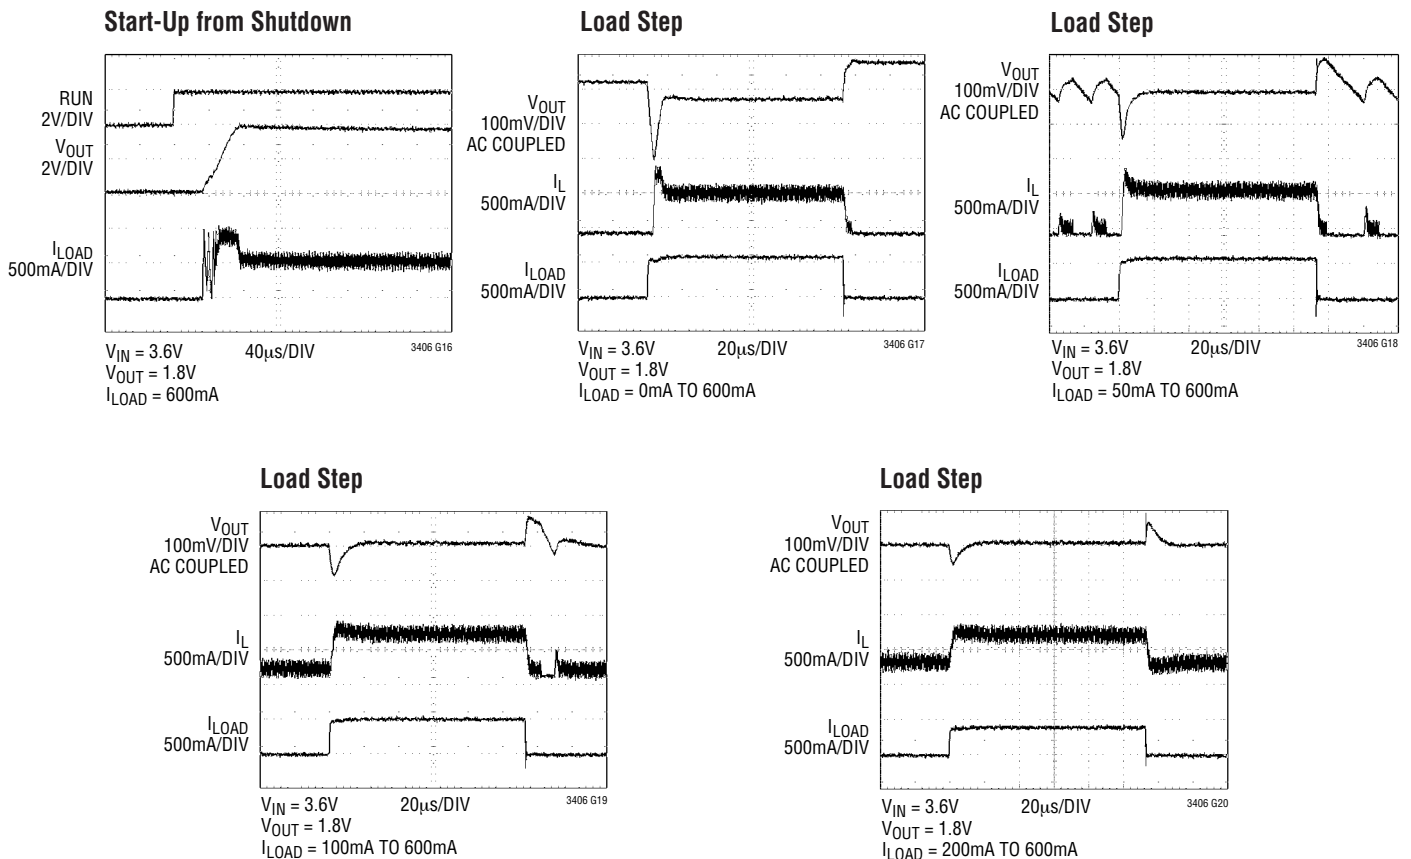 Start-Up from Shutdown
RUN
2V/DIV
VOUT
2V/DIV
ILOAD
500mA/DIV
VIN = 3.6V
VOUT = 1.8V
ILOAD = 600mA
40μs/DIV
3406 G16
Load Step
VOUT
100mV/DIV
AC COUPLED
IL
500mA/DIV
ILOAD
500mA/DIV
VIN = 3.6V
VOUT = 1.8V
ILOAD = 0mA TO 600mA
20μs/DIV
3406 G17
Load Step
VOUT
100mV/DIV
AC COUPLED
IL
500mA/DIV
ILOAD
500mA/DIV
VIN = 3.6V
VOUT = 1.8V
ILOAD = 50mA TO 600mA
20μs/DIV
3406 G18
Load Step
VOUT
100mV/DIV
AC COUPLED
IL
500mA/DIV
ILOAD
500mA/DIV
VIN = 3.6V
VOUT = 1.8V
ILOAD = 100mA TO 600mA
20μs/DIV
3406 G19
Load Step
VOUT
100mV/DIV
AC COUPLED
IL
500mA/DIV
ILOAD
500mA/DIV
VIN = 3.6V
VOUT = 1.8V
ILOAD = 200mA TO 600mA
20μs/DIV
3406 G20